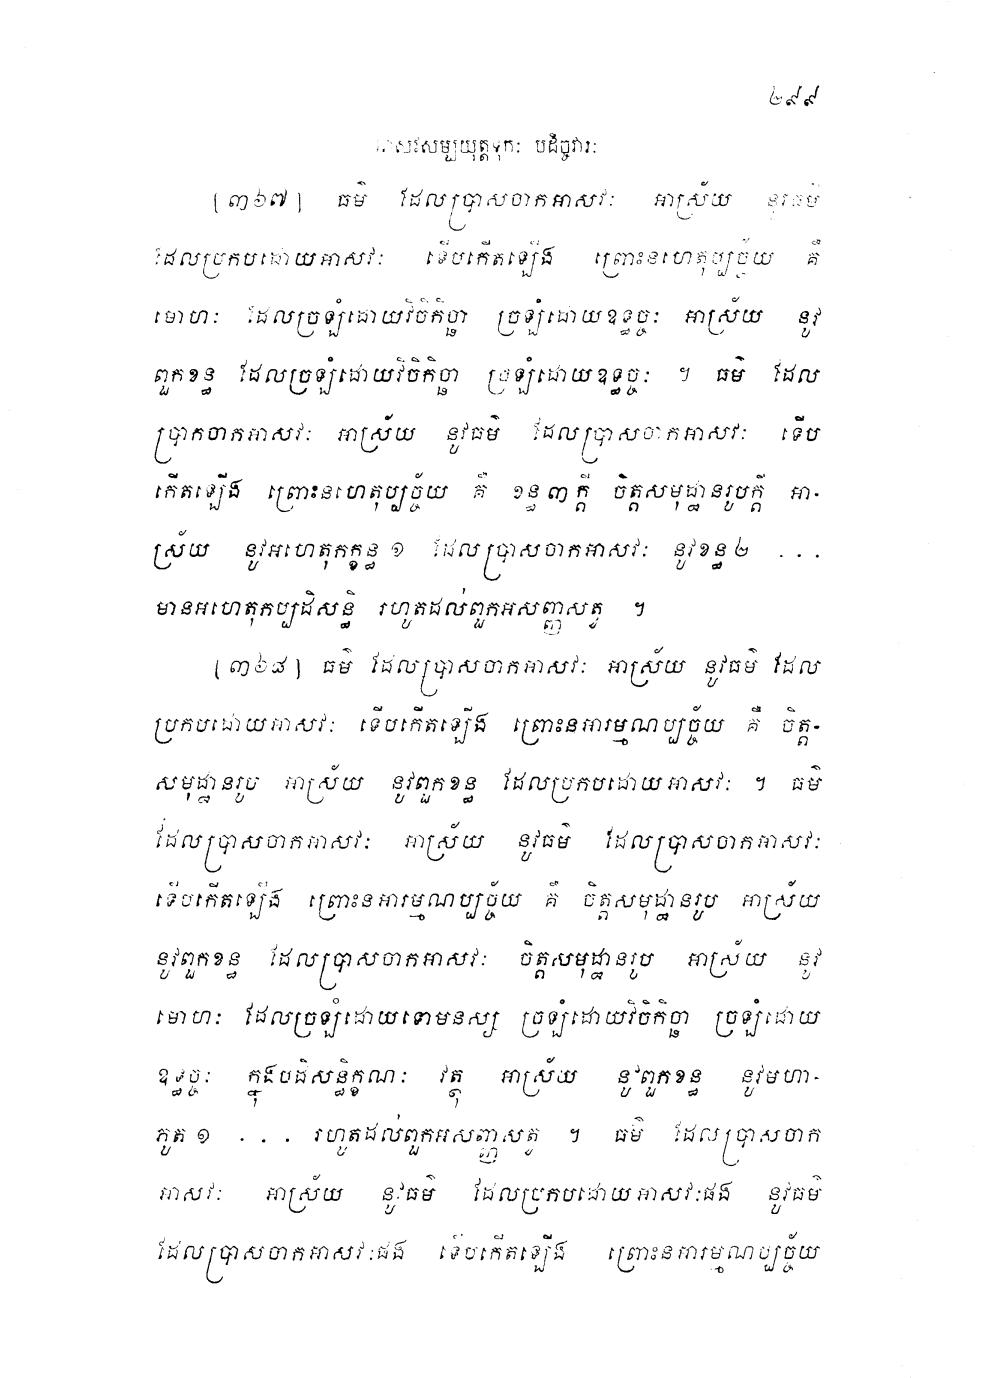 ២៩៩
អាសវសម្បយុត្តទុកៈ បដិច្ចវារៈ
[៣៦៧] ធម៌ ដែលប្រាសចាកអាសវៈ អាស្រ័យ នូវធម៌
ដែលប្រកបដោយអាសវៈ ទើបកើតឡើង ព្រោះនហេតុប្បច្ច័យ គឺ
មោហៈ ដែលច្រឡំដោយវិចិកិច្ឆា ច្រឡំដោយឧទ្ធច្ចៈ អាស្រ័យ នូវ
ពួកខន្ធ ដែលច្រឡំដោយវិចិកិច្ឆា ច្រឡំដោយឧទ្ធច្ចៈ ។ ធម៌ ដែល
ប្រាកចាកអាសវៈ អាស្រ័យ នូវធម៌ ដែលប្រាសចាកអាសវៈ ទើប
កើតឡើង ព្រោះនហេតុប្បច្ច័យ គឺ ខន្ធ៣ក្តី ចិត្តសមុដ្ឋានរូបក្តី អា-
ស្រ័យ នូវអហេតុកក្ខន្ធ១ ដែលប្រាសចាកអាសវៈ នូវខន្ធ២ ...
មានអហេតុកប្បដិសន្ធិ រហូតដល់ពួកអសញ្ញសត្វ ។
[៣៦៨] ធម៌ ដែលប្រាសចាកអាសវៈ អាស្រ័យ នូវធម៌ ដែល
ប្រកបដោយអាសវៈ ទើបកើតឡើង ព្រោះនអារម្មណប្បច្ច័យ គឺ ចិត្ត-
សមុដ្ឋានរូប អាស្រ័យ នូវពួកខន្ធ ដែលប្រកបដោយអាសវៈ ។ ធម៌
ដែលប្រាសចាកអាសវៈ អាស្រ័យ នូវធម៌ ដែលប្រាសចាកអាសវៈ
ទើបកើតឡើង ព្រោះនអារម្មណប្បច្ច័យ គឺ ចិត្តសមុដ្ឋានរូប អាស្រ័យ
នូវពួកខន្ធ ដែលប្រាសចាកអាសវៈ ចិត្តសមុដ្ឋានរូប អាស្រ័យ នូវ
មោហៈ ដែលច្រឡំដោយទោមនស្ស ច្រឡំដោយវិចិកិច្ឆា ច្រឡំដោយ
ឧទ្ធច្ចៈ ក្នុងបដិសន្ធិក្ខណៈ វត្ថុ អាស្រ័យ នូវពួកខន្ធ នូវមហា-
ភូត១ ... រហូតដល់ពួកអសញ្ញសត្វ ។ ធម៌ ដែលប្រាសចាក
អាសវៈ អាស្រ័យ នូវធម៌ ដែលប្រកបដោយអាសវៈផង នូវធម៌
ដែលប្រាសចាកអាសវៈផង ទើបកើតឡើង ព្រោះនអារម្មណប្បច្ច័យ